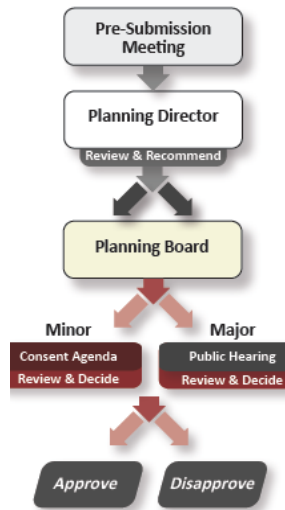 Pre-Submission
Meeting
Planning Director
Review & Recommend
Planning Board
Minor
Major
Consent Agenda
Public Hearing
Review & Decide
Review & Decide
Approve
Disapprove